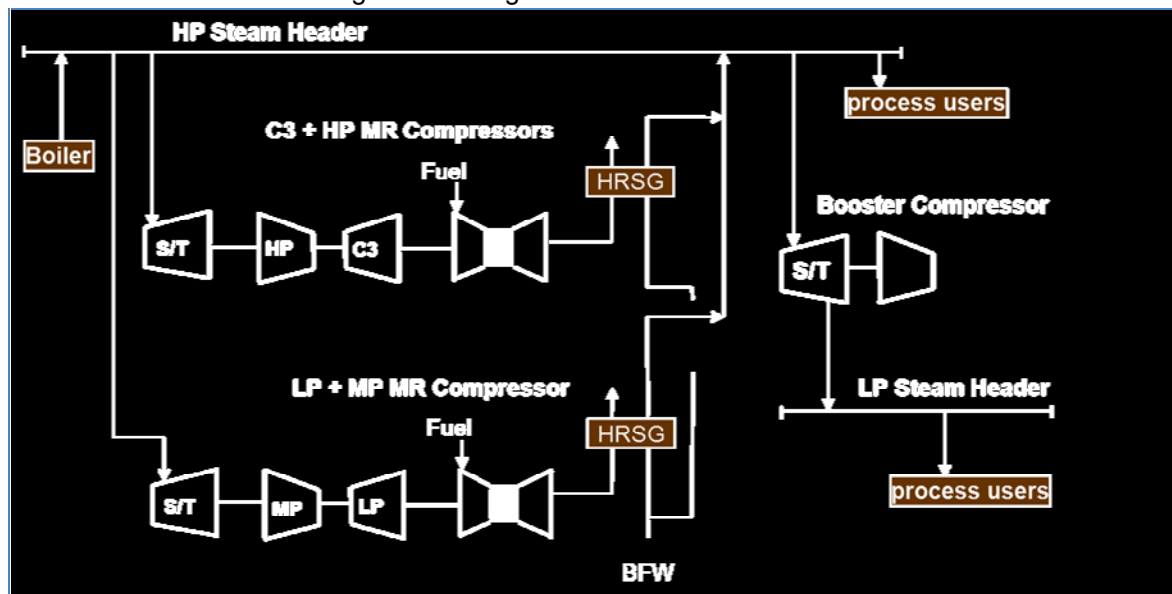 HP Steam Header
process users
C3 + HP MR Compressors
Boiler
Fuel
HRSG
Booster Compressor
S/T
HP
C3
S/T
LP + MP MR Compressor
LP Steam Header
Fuel
HRSG
process users
S/T
MP
LP
BFW